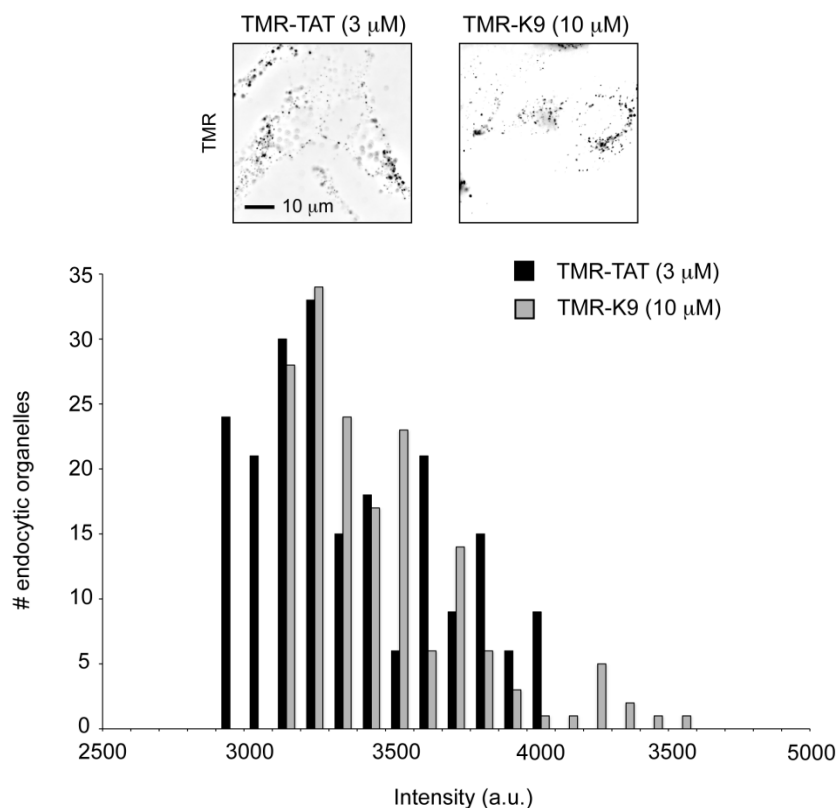 TMR-TAT (3 μM)
TMR-K9 (10 μM)
TMR
10 μm
TMR-TAT (3 μM)
TMR-K9 (10 μM)
# endocytic organelles
35
30
25
20
15
10
5
0
2500 3000 3500 4000 3500 5000
Intensity (a.u.)